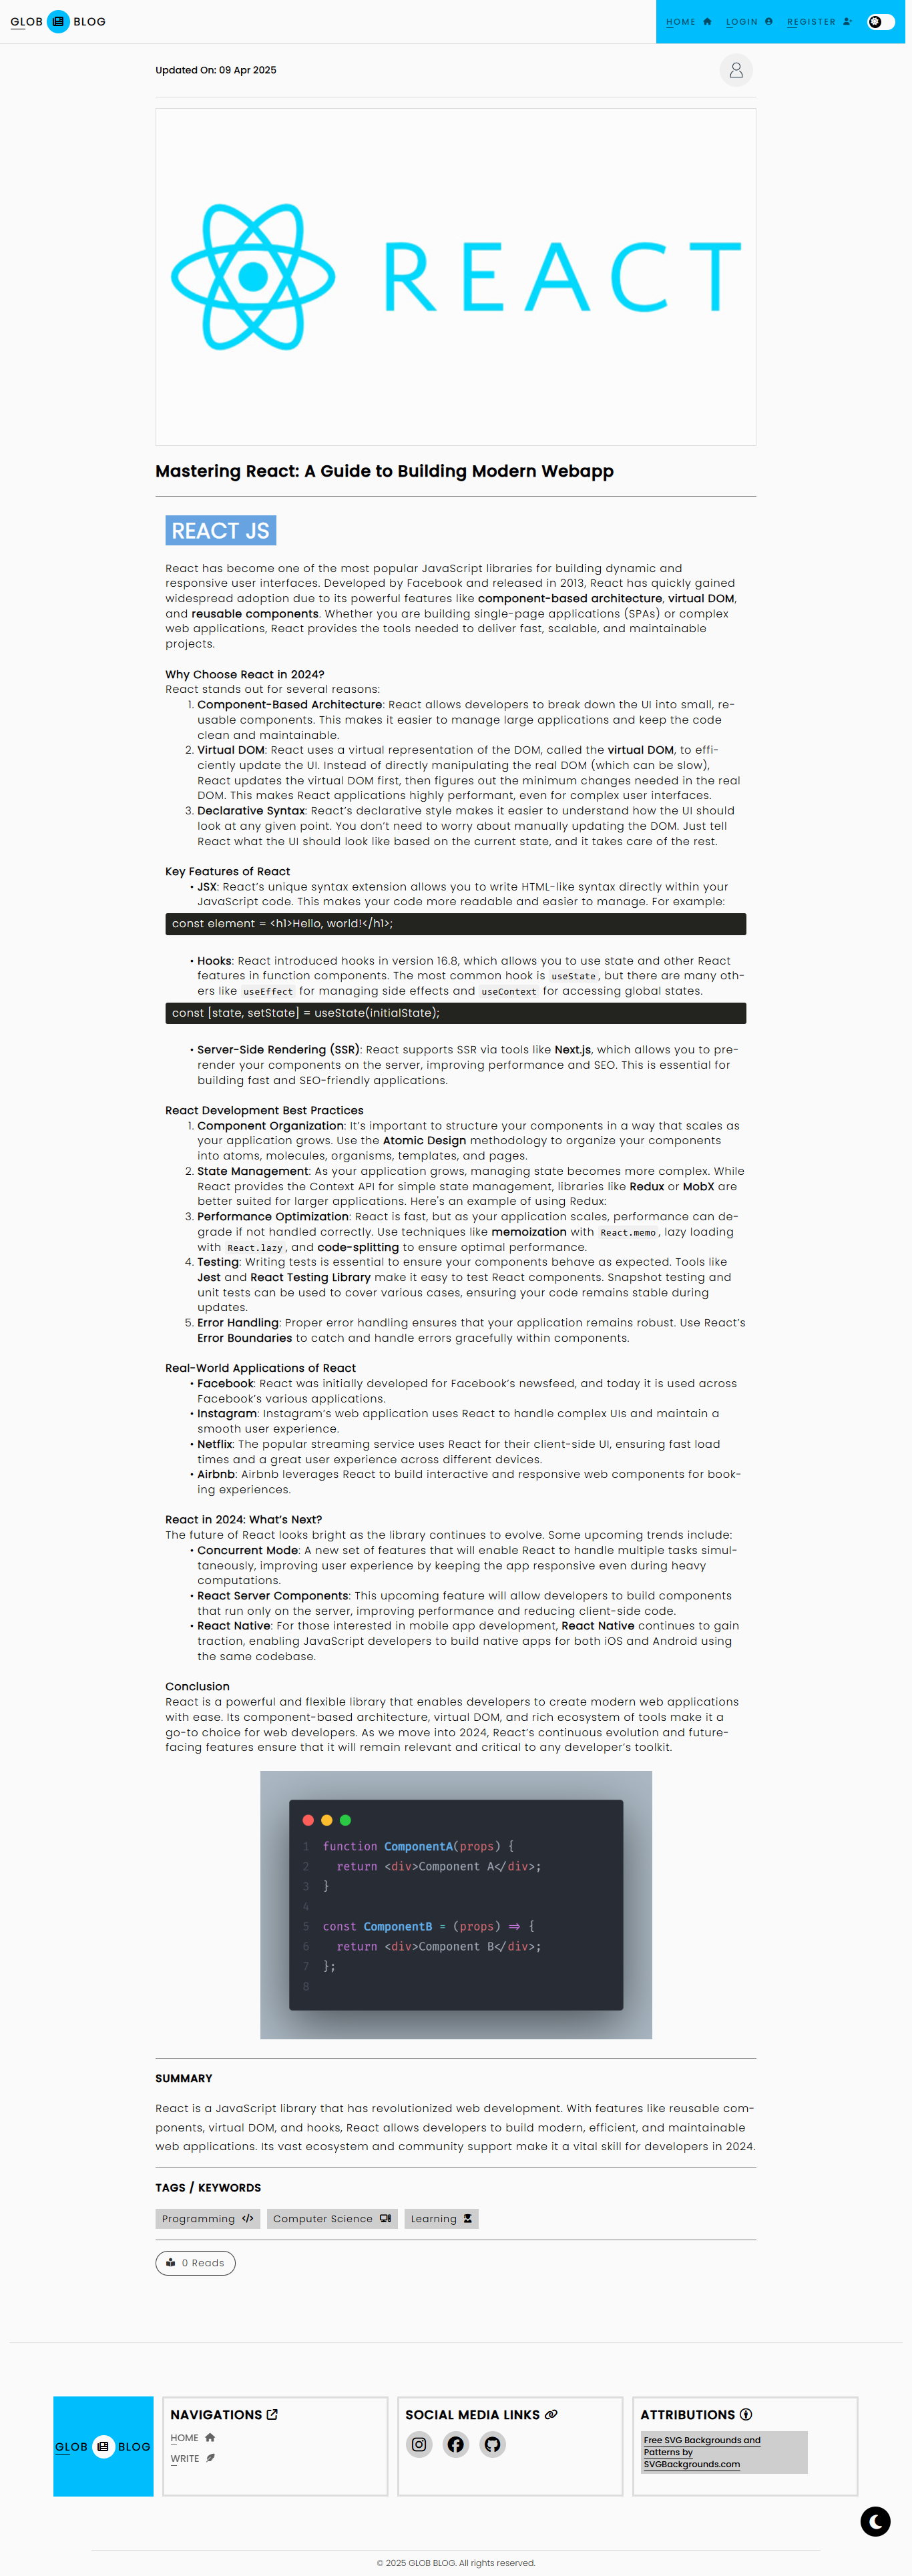 GLOB BLOG
HOME LOGIN REGISTER
Updated On: 09 Apr 2025
REACT
Mastering React: A Guide to Building Modern Webapp
REACT JS
React has become one of the most popular JavaScript libraries for building dynamic and
responsive user interfaces. Developed by Facebook and released in 2013, React has quickly gained
widespread adoption due to its powerful features like component-based architecture, virtual DOM,
and reusable components. Whether you are building single-page applications (SPAs) or complex
web applications, React provides the tools needed to deliver fast, scalable, and maintainable
projects.
Why Choose React in 2024?
React stands out for several reasons:
1. Component-Based Architecture: React allows developers to break down the UI into small, re-
usable components. This makes it easier to manage large applications and keep the code
clean and maintainable.
2. Virtual DOM: React uses a virtual representation of the DOM, called the virtual DOM, to effi-
ciently update the UI. Instead of directly manipulating the real DOM (which can be slow),
React updates the virtual DOM first, then figures out the minimum changes needed in the real
DOM. This makes React applications highly performant, even for complex user interfaces.
3. Declarative Syntax: React's declarative style makes it easier to understand how the UI should
look at any given point. You don't need to worry about manually updating the DOM. Just tell
React what the UI should look like based on the current state, and it takes care of the rest.
Key Features of React
• JSX: React's unique syntax extension allows you to write HTML-like syntax directly within your
JavaScript code. This makes your code more readable and easier to manage. For example:
const element = <h1>Hello, world!</h1>;
• Hooks: React introduced hooks in version 16.8, which allows you to use state and other React
features in function components. The most common hook is useState, but there are many oth-
ers like useEffect for managing side effects and useContext for accessing global states.
const [state, setState] = useState(initialState);
• Server-Side Rendering (SSR): React supports SSR via tools like Next.js, which allows you to pre-
render your components on the server, improving performance and SEO. This is essential for
building fast and SEO-friendly applications.
React Development Best Practices
1. Component Organization: It's important to structure your components in a way that scales as
your application grows. Use the Atomic Design methodology to organize your components
into atoms, molecules, organisms, templates, and pages.
2. State Management: As your application grows, managing state becomes more complex. While
React provides the Context API for simple state management, libraries like Redux or MobX are
better suited for larger applications. Here's an example of using Redux:
3. Performance Optimization: React is fast, but as your application scales, performance can de-
grade if not handled correctly. Use techniques like memoization with React.memo, lazy loading
with React.lazy, and code-splitting to ensure optimal performance.
4. Testing: Writing tests is essential to ensure your components behave as expected. Tools like
Jest and React Testing Library make it easy to test React components. Snapshot testing and
unit tests can be used to cover various cases, ensuring your code remains stable during
updates.
5. Error Handling: Proper error handling ensures that your application remains robust. Use React's
Error Boundaries to catch and handle errors gracefully within components.
Real-World Applications of React
• Facebook: React was initially developed for Facebook's newsfeed, and today it is used across
Facebook's various applications.
• Instagram: Instagram's web application uses React to handle complex UIs and maintain a
smooth user experience.
• Netflix: The popular streaming service uses React for their client-side UI, ensuring fast load
times and a great user experience across different devices.
• Airbnb: Airbnb leverages React to build interactive and responsive web components for book-
ing experiences.
React in 2024: What's Next?
The future of React looks bright as the library continues to evolve. Some upcoming trends include:
• Concurrent Mode: A new set of features that will enable React to handle multiple tasks simul-
taneously, improving user experience by keeping the app responsive even during heavy
computations.
• React Server Components: This upcoming feature will allow developers to build components
that run only on the server, improving performance and reducing client-side code.
• React Native: For those interested in mobile app development, React Native continues to gain
traction, enabling JavaScript developers to build native apps for both iOS and Android using
the same codebase.
Conclusion
React is a powerful and flexible library that enables developers to create modern web applications
with ease. Its component-based architecture, virtual DOM, and rich ecosystem of tools make it a
go-to choice for web developers. As we move into 2024, React's continuous evolution and future-
facing features ensure that it will remain relevant and critical to any developer's toolkit.
1 function ComponentA(props) {
2 return <div>Component A</div>;
3 }
4
5 const ComponentB = (props) => {
6 return <div>Component B</div>;
7 };
8
SUMMARY
React is a JavaScript library that has revolutionized web development. With features like reusable com-
ponents, virtual DOM, and hooks, React allows developers to build modern, efficient, and maintainable
web applications. Its vast ecosystem and community support make it a vital skill for developers in 2024.
TAGS / KEYWORDS
Programming Computer Science Learning
0 Reads
GLOB BLOG
NAVIGATIONS
HOME
WRITE
SOCIAL MEDIA LINKS
ATTRIBUTIONS
Free SVG Backgrounds and
Patterns by
SVGBackgrounds.com
© 2025 GLOB BLOG. All rights reserved.